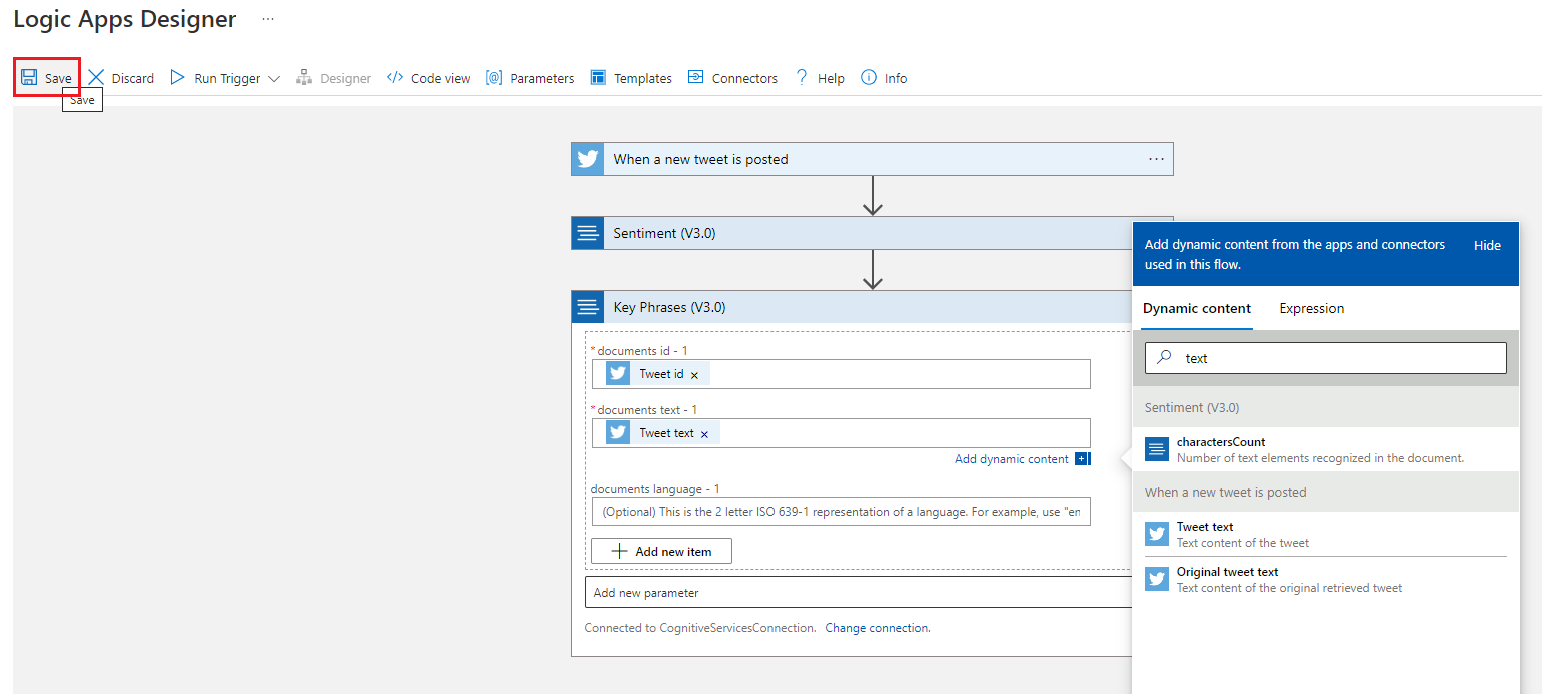 Logic Apps Designer ...
Save Discard Run Trigger Designer Code view Parameters Templates Connectors Help Info
Save
When a new tweet is posted
Sentiment (V3.0)
Key Phrases (V3.0)
*documents id - 1
Tweet id ×
*documents text - 1
Tweet text ×
Add dynamic content
documents language - 1
(Optional) This is the 2 letter ISO 639-1 representation of a language. For example, use "en
Add new item
Add new parameter
Connected to CognitiveServicesConnection. Change connection.
Add dynamic content from the apps and connectors
used in this flow.
Hide
Dynamic content Expression
text
Sentiment (V3.0)
charactersCount
Number of text elements recognized in the document.
When a new tweet is posted
Tweet text
Text content of the tweet
Original tweet text
Text content of the original retrieved tweet